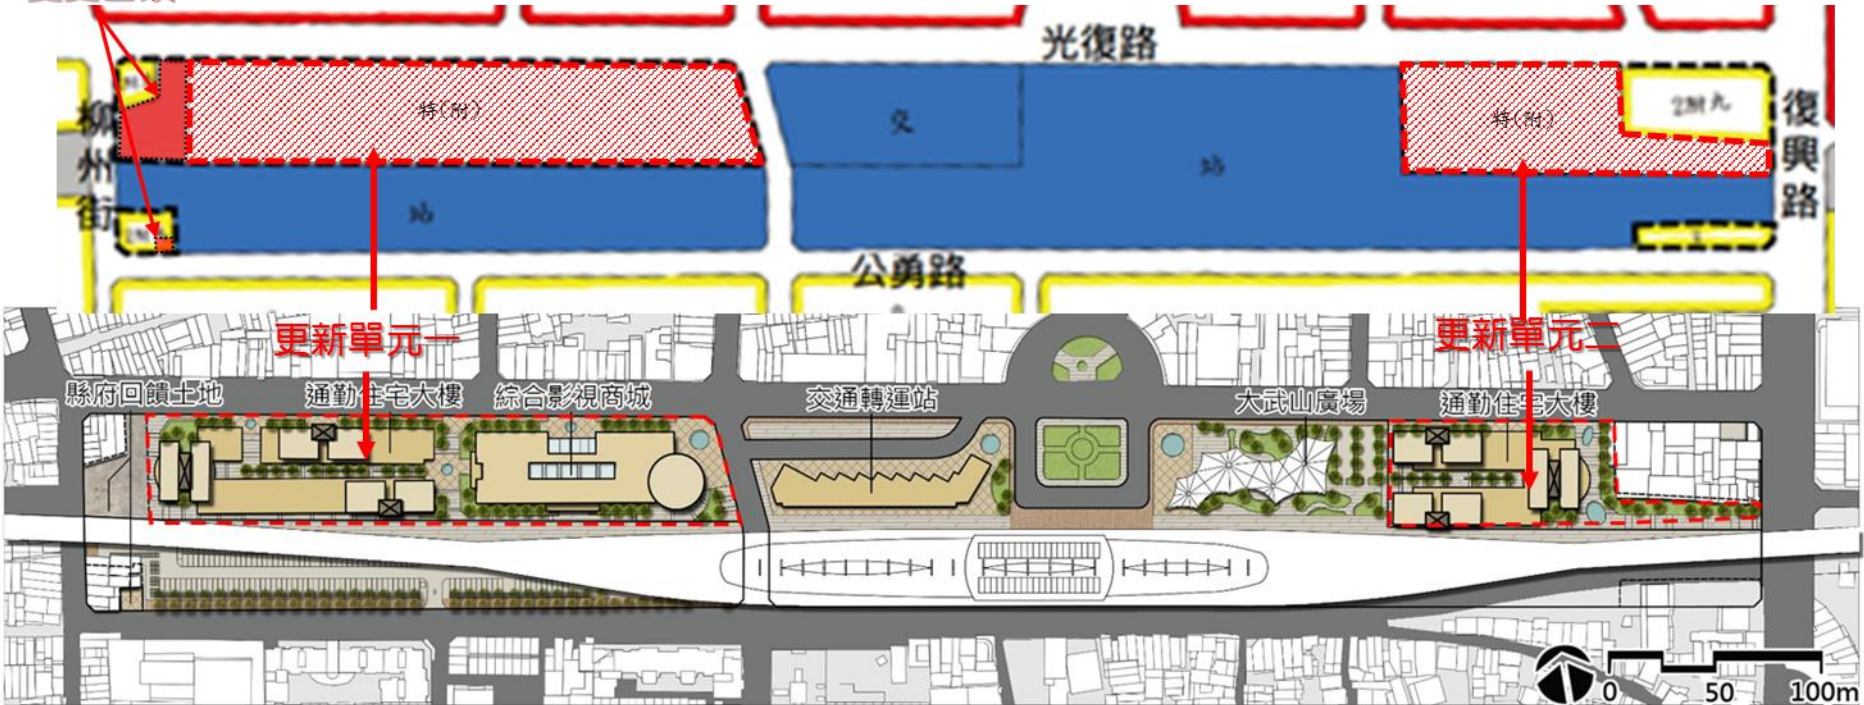 光復路
特(附)
交
特(附)
2附九
柳州街
復興路
站
站
公勇路
更新單元一
更新單元二
縣府回饋土地
通勤住宅大樓
綜合影視商城
交通轉運站
大武山廣場
通勤住宅大樓
0 50 100m